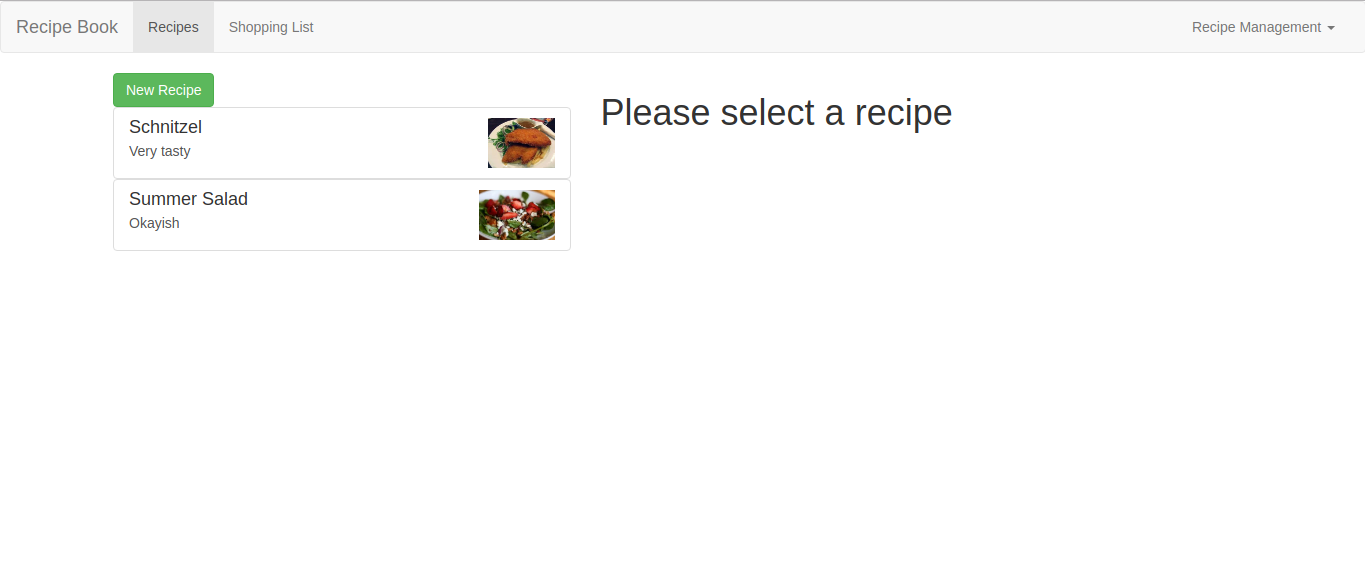 Recipe Book Recipes Shopping List Recipe Management
New Recipe
Schnitzel
Very tasty
Summer Salad
Okayish
Please select a recipe